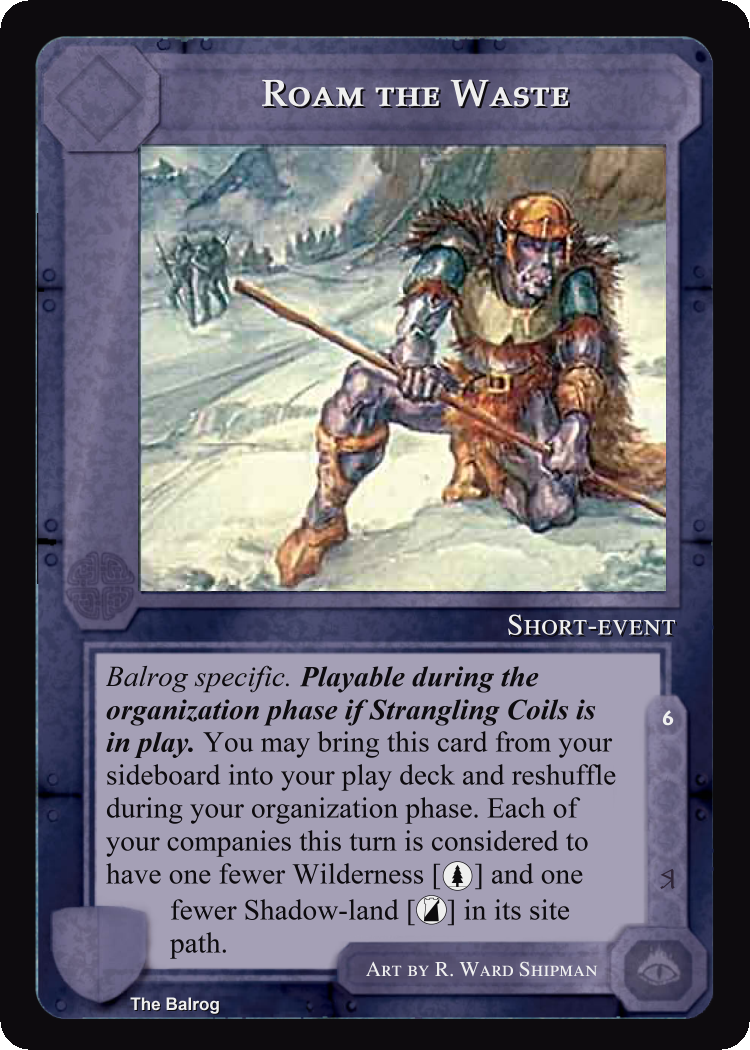 Roam the Waste
Short-event
Balrog specific. Playable during the
organization phase if Strangling Coils is
in play. You may bring this card from your
sideboard into your play deck and reshuffle
during your organization phase. Each of
your companies this turn is considered to
have one fewer Wilderness [ ] and one
fewer Shadow-land [ ] in its site
path.
6
Art by R. Ward Shipman
The Balrog